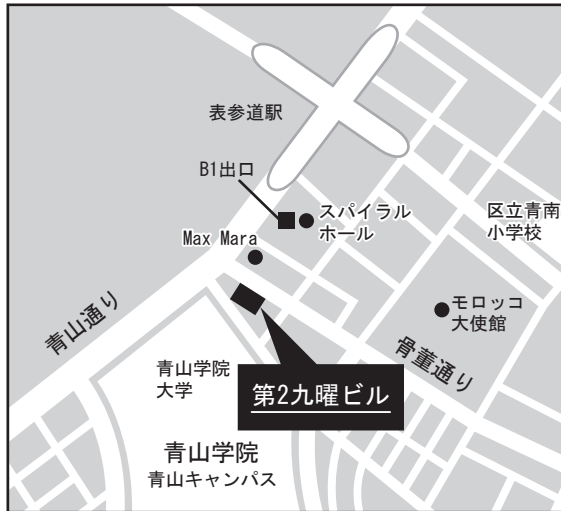 表参道駅
B1出口
スパイラル
ホール
区立青南
小学校
Max Mara
モロッコ
大使館
青山通り
骨董通り
青山学院
大学
第2九曜ビル
青山学院
青山キャンパス